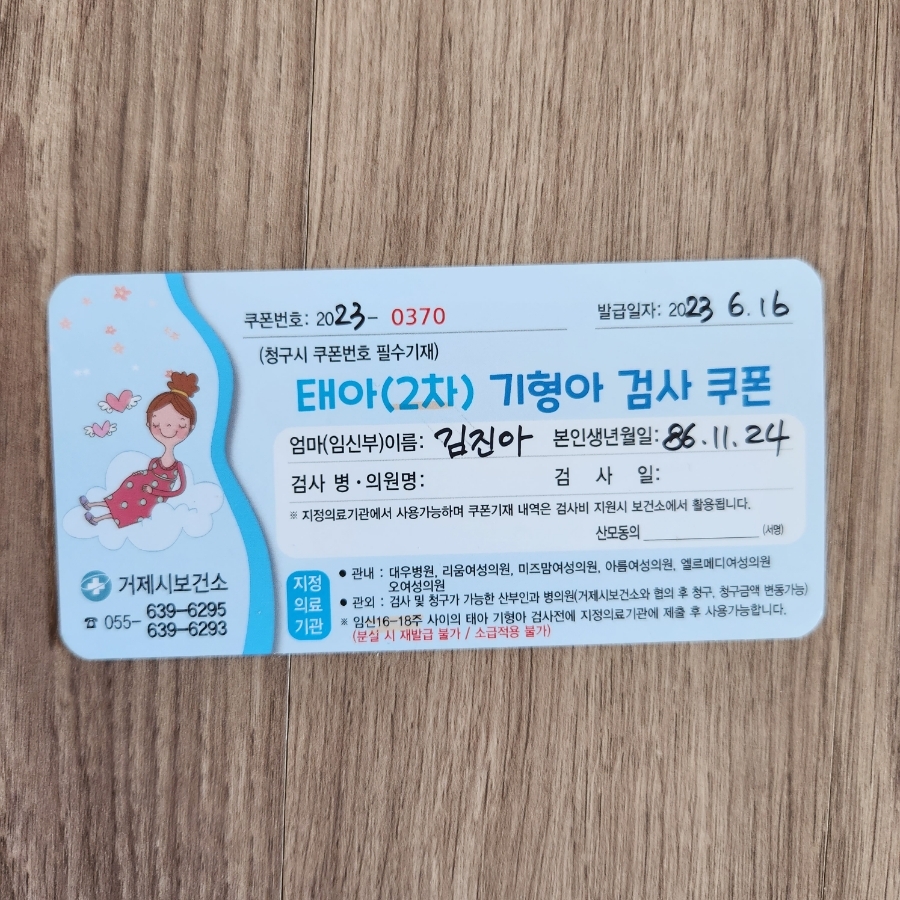 쿠폰번호: 2023- 0370 발급일자: 2023 6.16
(청구시 쿠폰번호 필수기재)
태아(2차) 기형아 검사 쿠폰
엄마(임신부)이름: 김진아 본인생년월일: 86.11.24
검사 병·의원명: 검 사 일:
※ 지정의료기관에서 사용가능하며 쿠폰기재 내역은 검사비 지원시 보건소에서 활용됩니다.
산모동의 (서명)
지정
의료
기관
● 관내 : 대우병원, 리움여성의원, 미즈맘여성의원, 아름여성의원, 엘르메디여성의원
오여성의원
● 관외 : 검사 및 청구가 가능한 산부인과 병의원(거제시보건소와 협의 후 청구, 청구금액 변동가능)
※ 임신16-18주 사이의 태아 기형아 검사전에 지정의료기관에 제출 후 사용가능합니다.
(분실 시 재발급 불가 / 소급적용 불가)
거제시보건소
☎ 055- 639-6295
639-6293